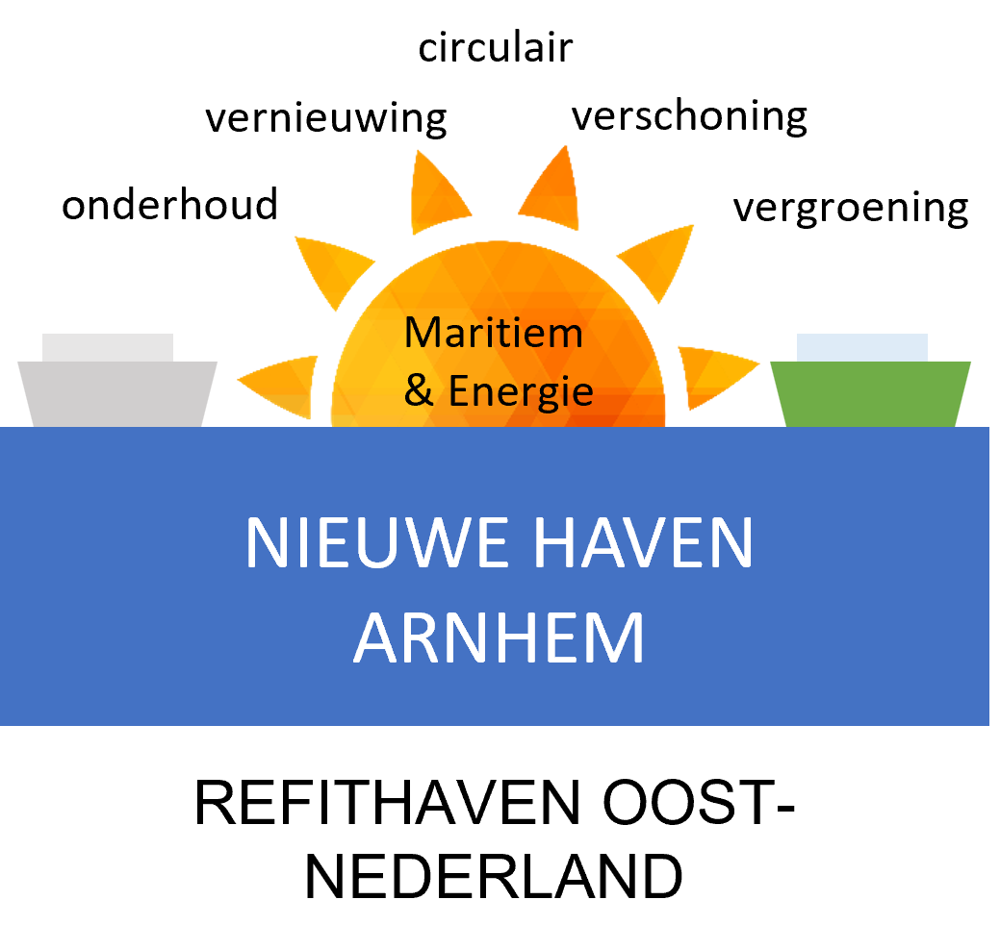 circulair
vernieuwing
verschoning
onderhoud
vergroening
Maritiem
& Energie
NIEUWE HAVEN
ARNHEM
REFITHAVEN OOST-
NEDERLAND